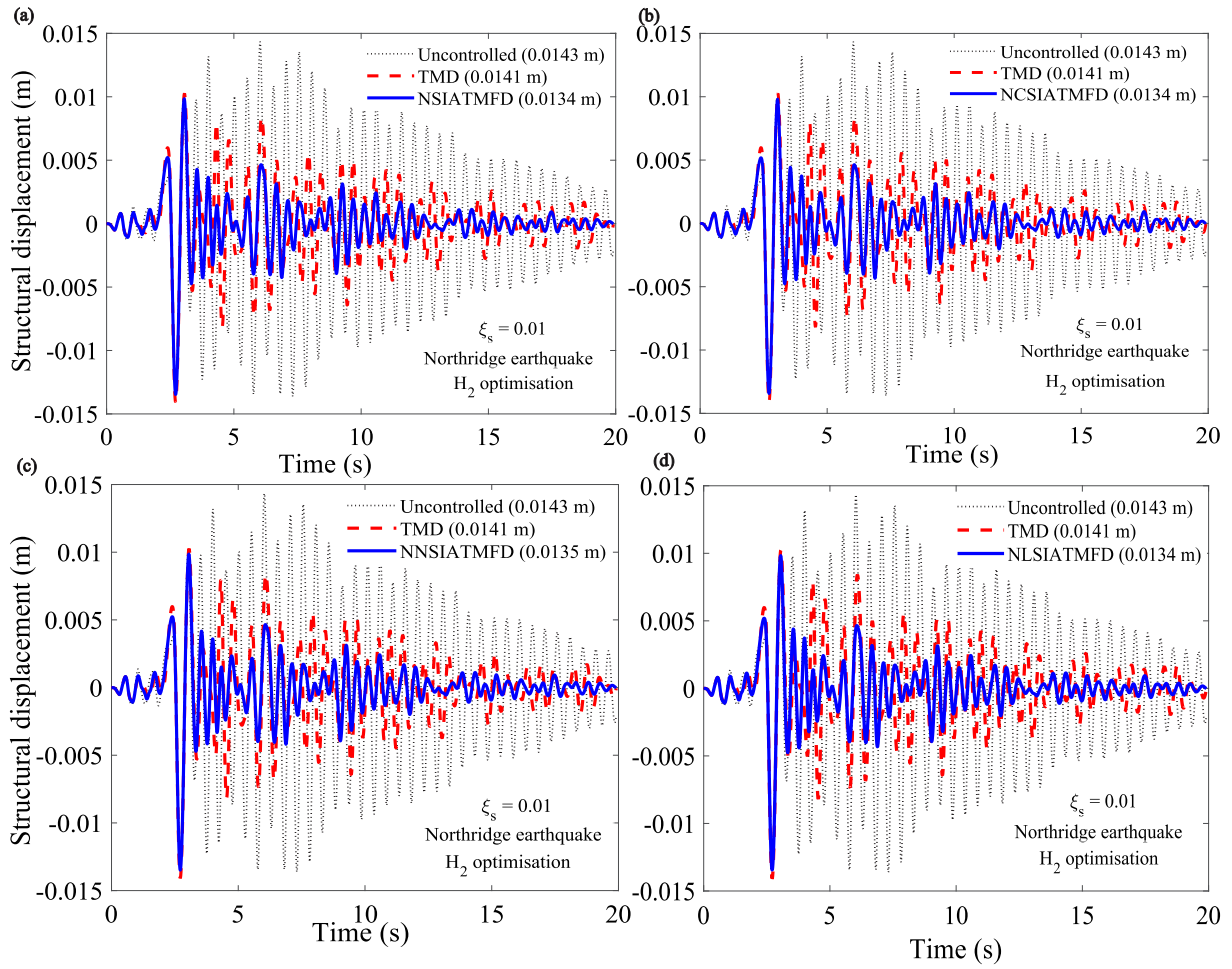 (a)
0.015
0.01
0.005
0
-0.005
-0.01
-0.015
Structural displacement (m)
Uncontrolled (0.0143 m)
TMD (0.0141 m)
NSIATMFD (0.0134 m)
ξs = 0.01
Northridge earthquake
H2 optimisation
0 5 10 15 20
Time (s)
(b)
0.015
0.01
0.005
0
-0.005
-0.01
-0.015
Uncontrolled (0.0143 m)
TMD (0.0141 m)
NCSIATMFD (0.0134 m)
ξs = 0.01
Northridge earthquake
H2 optimisation
0 5 10 15 20
Time (s)
(c)
0.015
0.01
0.005
0
-0.005
-0.01
-0.015
Structural displacement (m)
Uncontrolled (0.0143 m)
TMD (0.0141 m)
NNSIATMFD (0.0135 m)
ξs = 0.01
Northridge earthquake
H2 optimisation
0 5 10 15 20
Time (s)
(d)
0.015
0.01
0.005
0
-0.005
-0.01
-0.015
Uncontrolled (0.0143 m)
TMD (0.0141 m)
NLSIATMFD (0.0134 m)
ξs = 0.01
Northridge earthquake
H2 optimisation
0 5 10 15 20
Time (s)